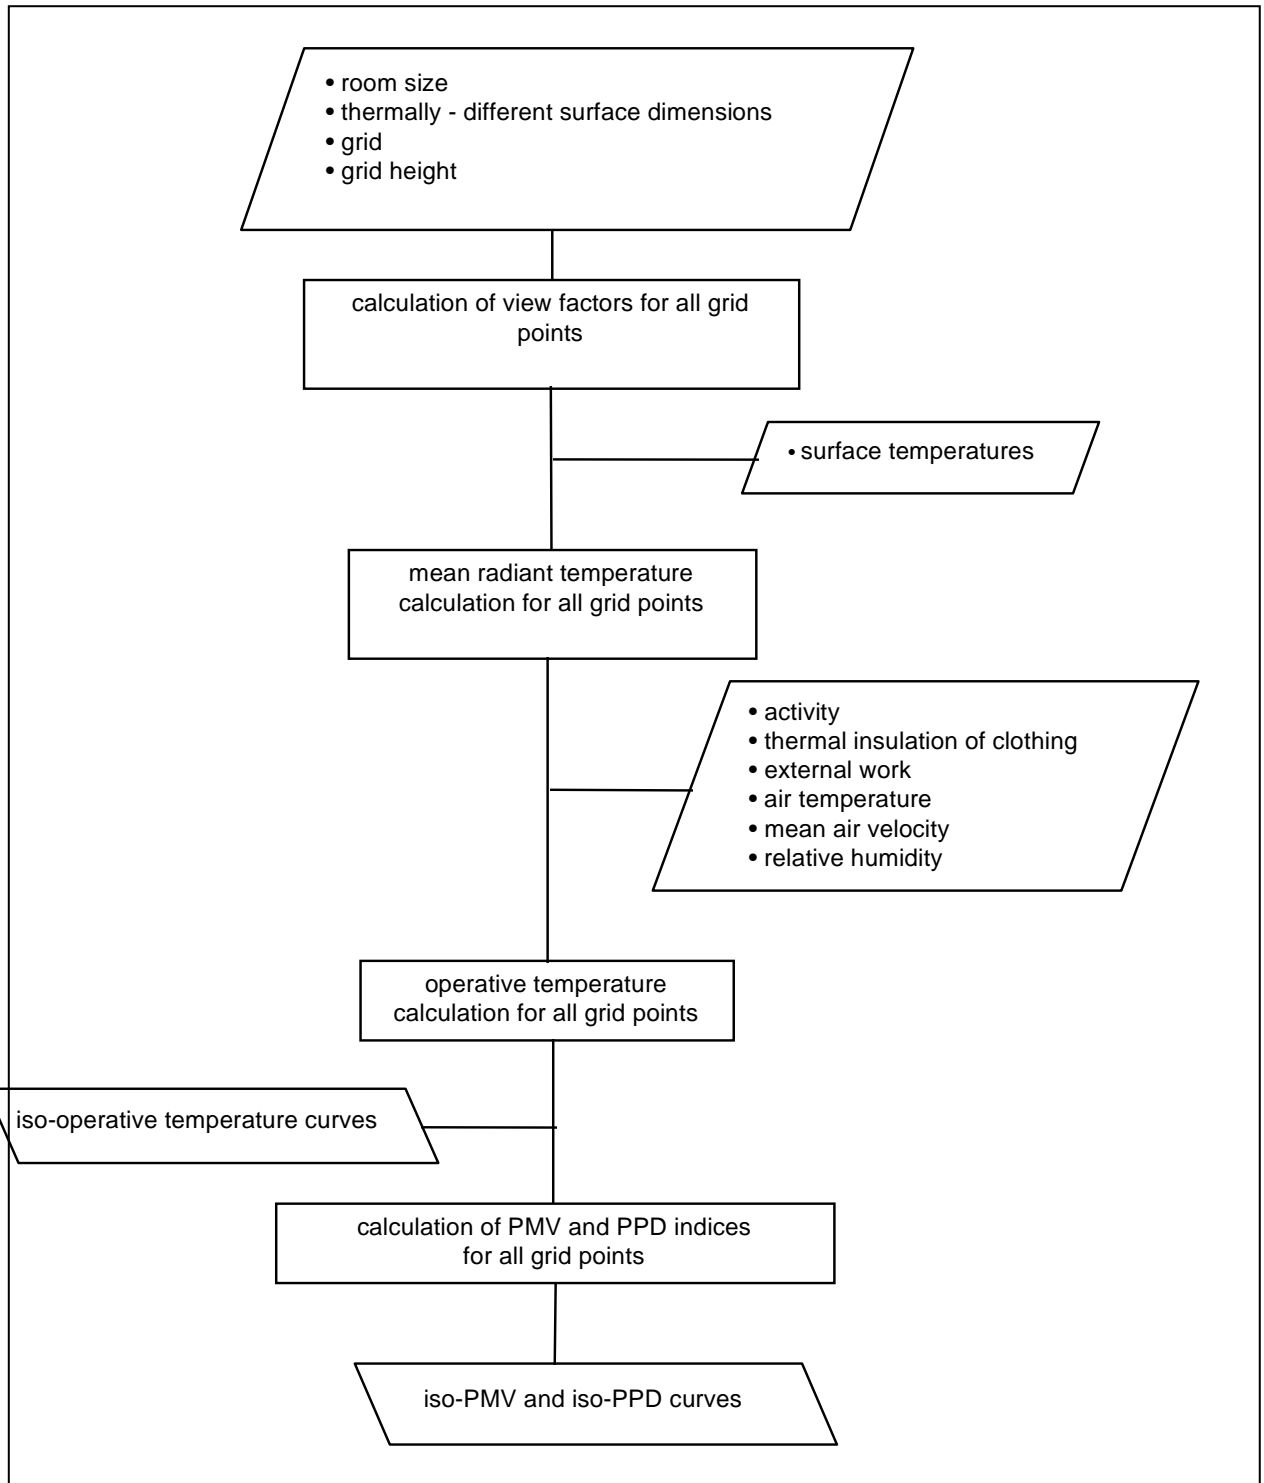 • room size
• thermally - different surface dimensions
• grid
• grid height
calculation of view factors for all grid
points
• surface temperatures
mean radiant temperature
calculation for all grid points
• activity
• thermal insulation of clothing
• external work
• air temperature
• mean air velocity
• relative humidity
operative temperature
calculation for all grid points
iso-operative temperature curves
calculation of PMV and PPD indices
for all grid points
iso-PMV and iso-PPD curves